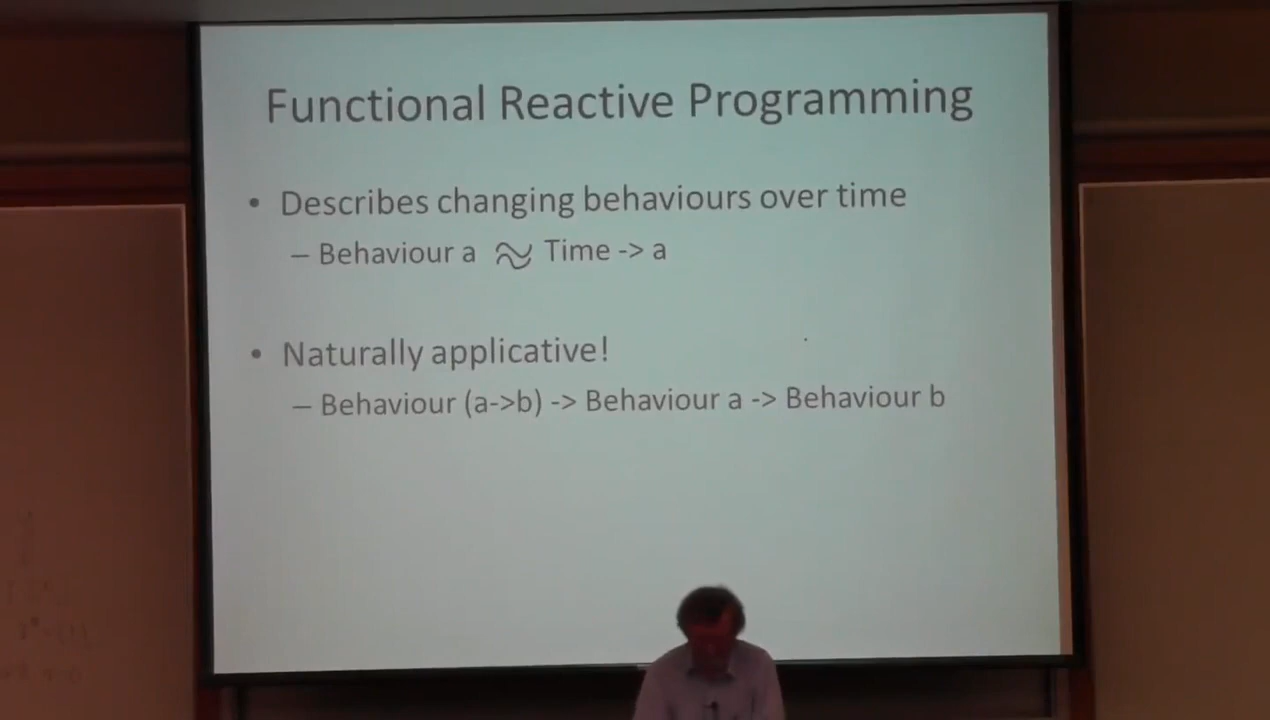 Functional Reactive Programming
• Describes changing behaviours over time
– Behaviour a ≈ Time -> a
• Naturally applicative!
– Behaviour (a->b) -> Behaviour a -> Behaviour b